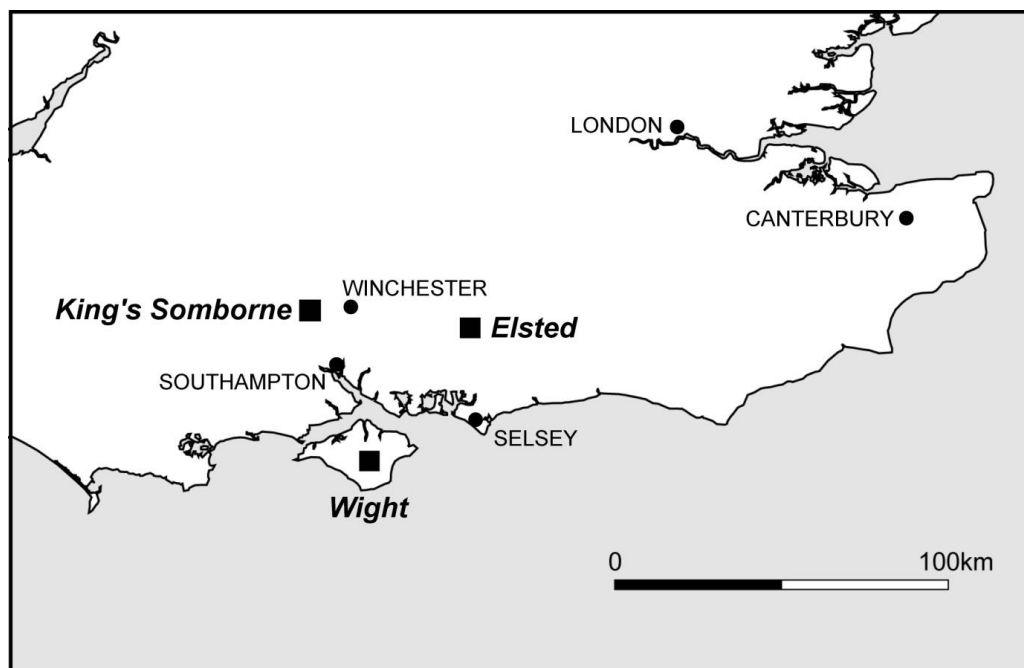 LONDON
CANTERBURY
WINCHESTER
King's Somborne
Elsted
SOUTHAMPTON
SELSEY
Wight
0 100km